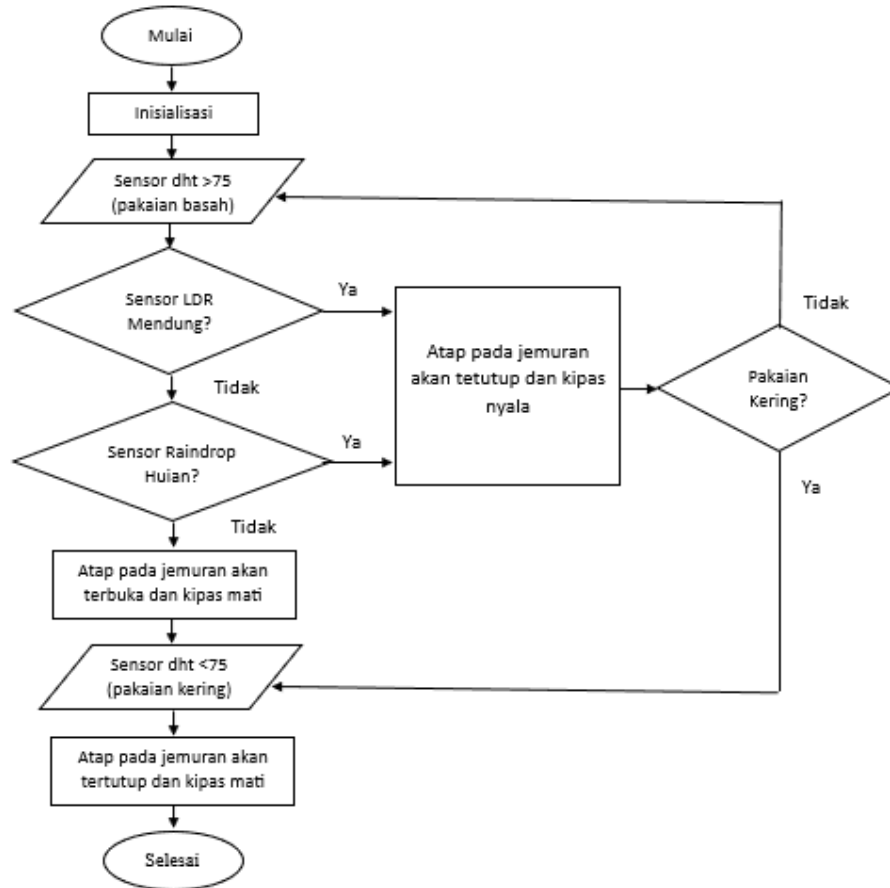 Mulai
Inisialisasi
Sensor dht >75
(pakaian basah)
Sensor LDR
Mendung?
Ya
Tidak
Sensor Raindrop
Huian?
Ya
Tidak
Atap pada jemuran
akan tetutup dan kipas
nyala
Pakaian
Kering?
Tidak
Ya
Atap pada jemuran akan
terbuka dan kipas mati
Sensor dht <75
(pakaian kering)
Atap pada jemuran akan
tertutup dan kipas mati
Selesai